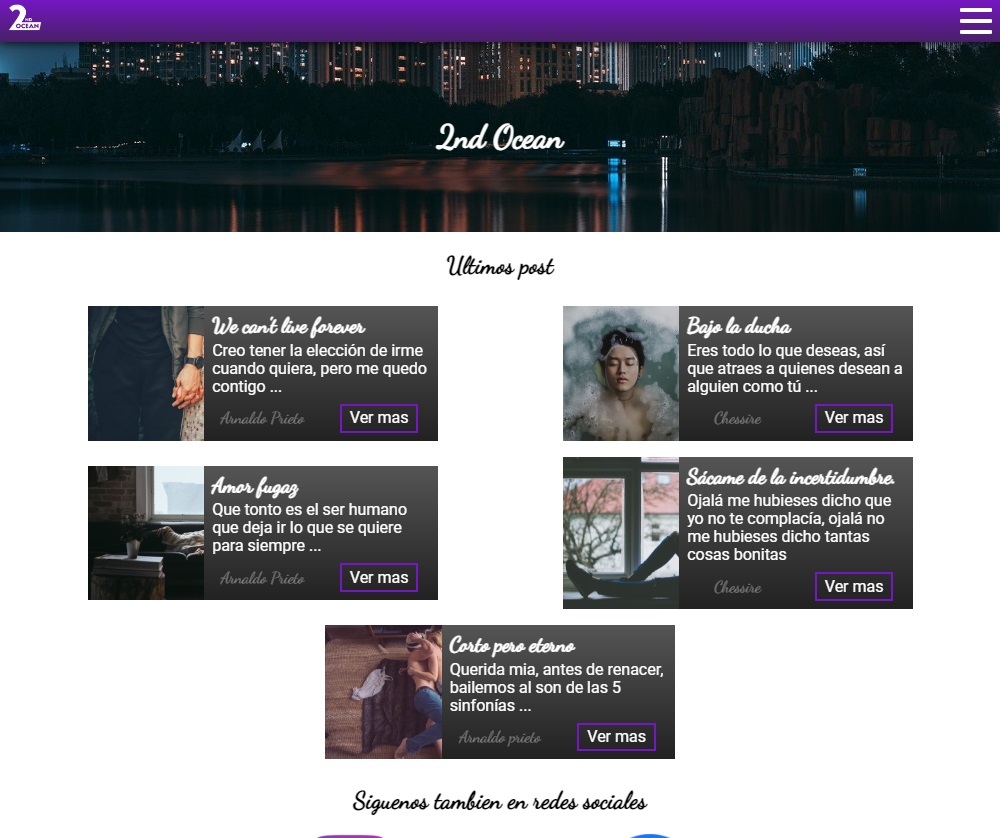 2ND
OCEAN
2nd Ocean
Ultimos post
We can't live forever
Creo tener la elección de irme
cuando quiera, pero me quedo
contigo ...
Arnaldo Prieto
Ver mas
Bajo la ducha
Eres todo lo que deseas, así
que atraes a quienes desean a
alguien como tú ...
Chessire
Ver mas
Amor fugaz
Que tonto es el ser humano
que deja ir lo que se quiere
para siempre ...
Arnaldo Prieto
Ver mas
Sácame de la incertidumbre.
Ojalá me hubieses dicho que
yo no te complacía, ojalá no
me hubieses dicho tantas
cosas bonitas
Chessire
Ver mas
Corto pero eterno
Querida mia, antes de renacer,
bailemos al son de las 5
sinfonías ...
Arnaldo prieto
Ver mas
Siguenos tambien en redes sociales